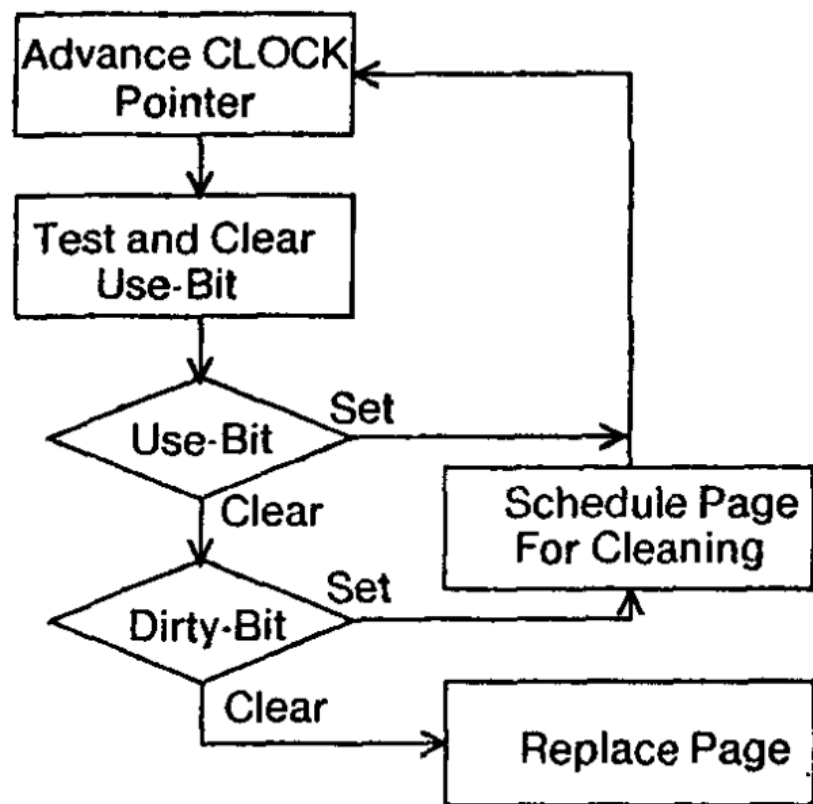 Advance CLOCK
Pointer
Test and Clear
Use-Bit
Use-Bit
Set
Clear
Schedule Page
For Cleaning
Dirty-Bit
Set
Clear
Replace Page